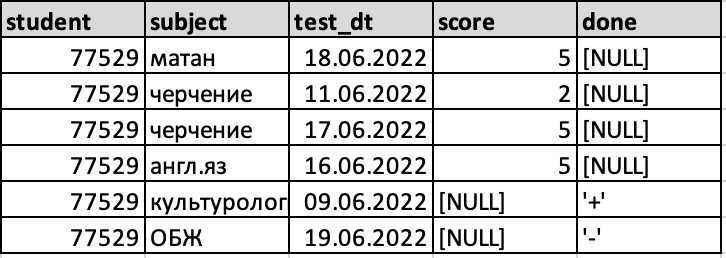 student subject test_dt score done
77529 матан 18.06.2022 5 [NULL]
77529 черчение 11.06.2022 2 [NULL]
77529 черчение 17.06.2022 5 [NULL]
77529 англ.яз 16.06.2022 5 [NULL]
77529 культуролог 09.06.2022 [NULL] '+'
77529 ОБЖ 19.06.2022 [NULL] '-'